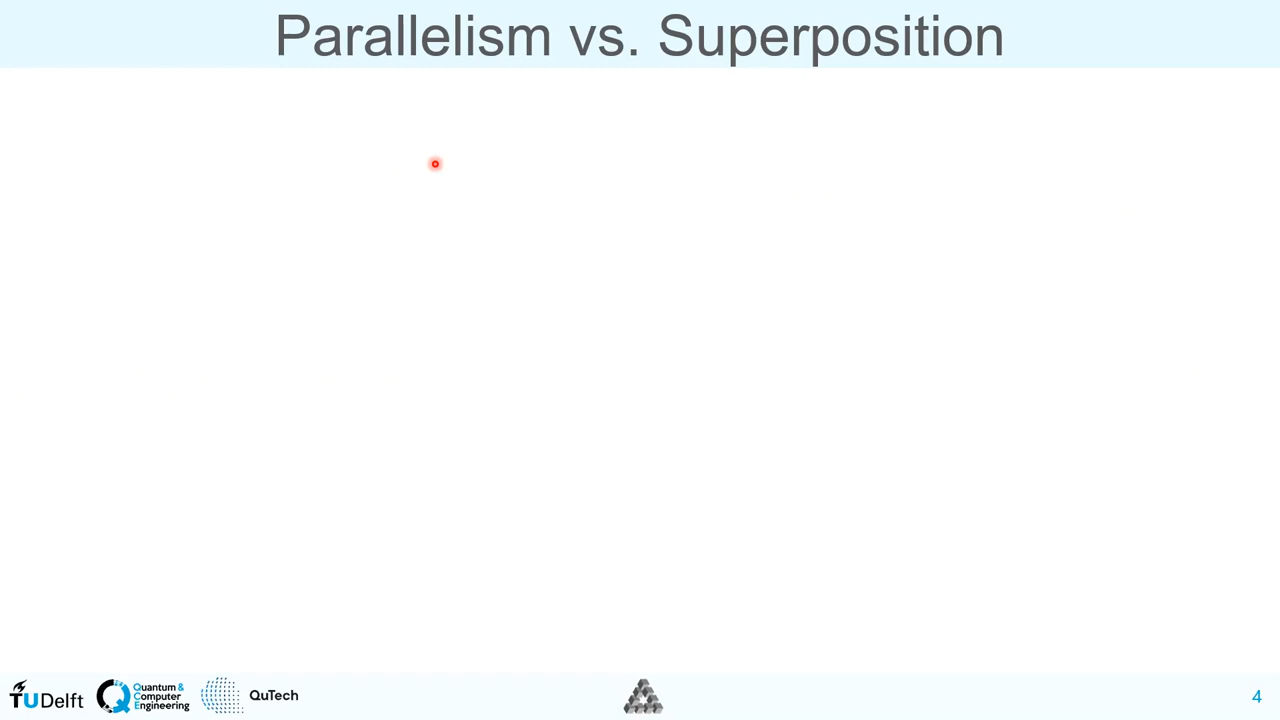 Parallelism vs. Superposition
TUDelft
Quantum &
Computer
Engineering
QuTech
4